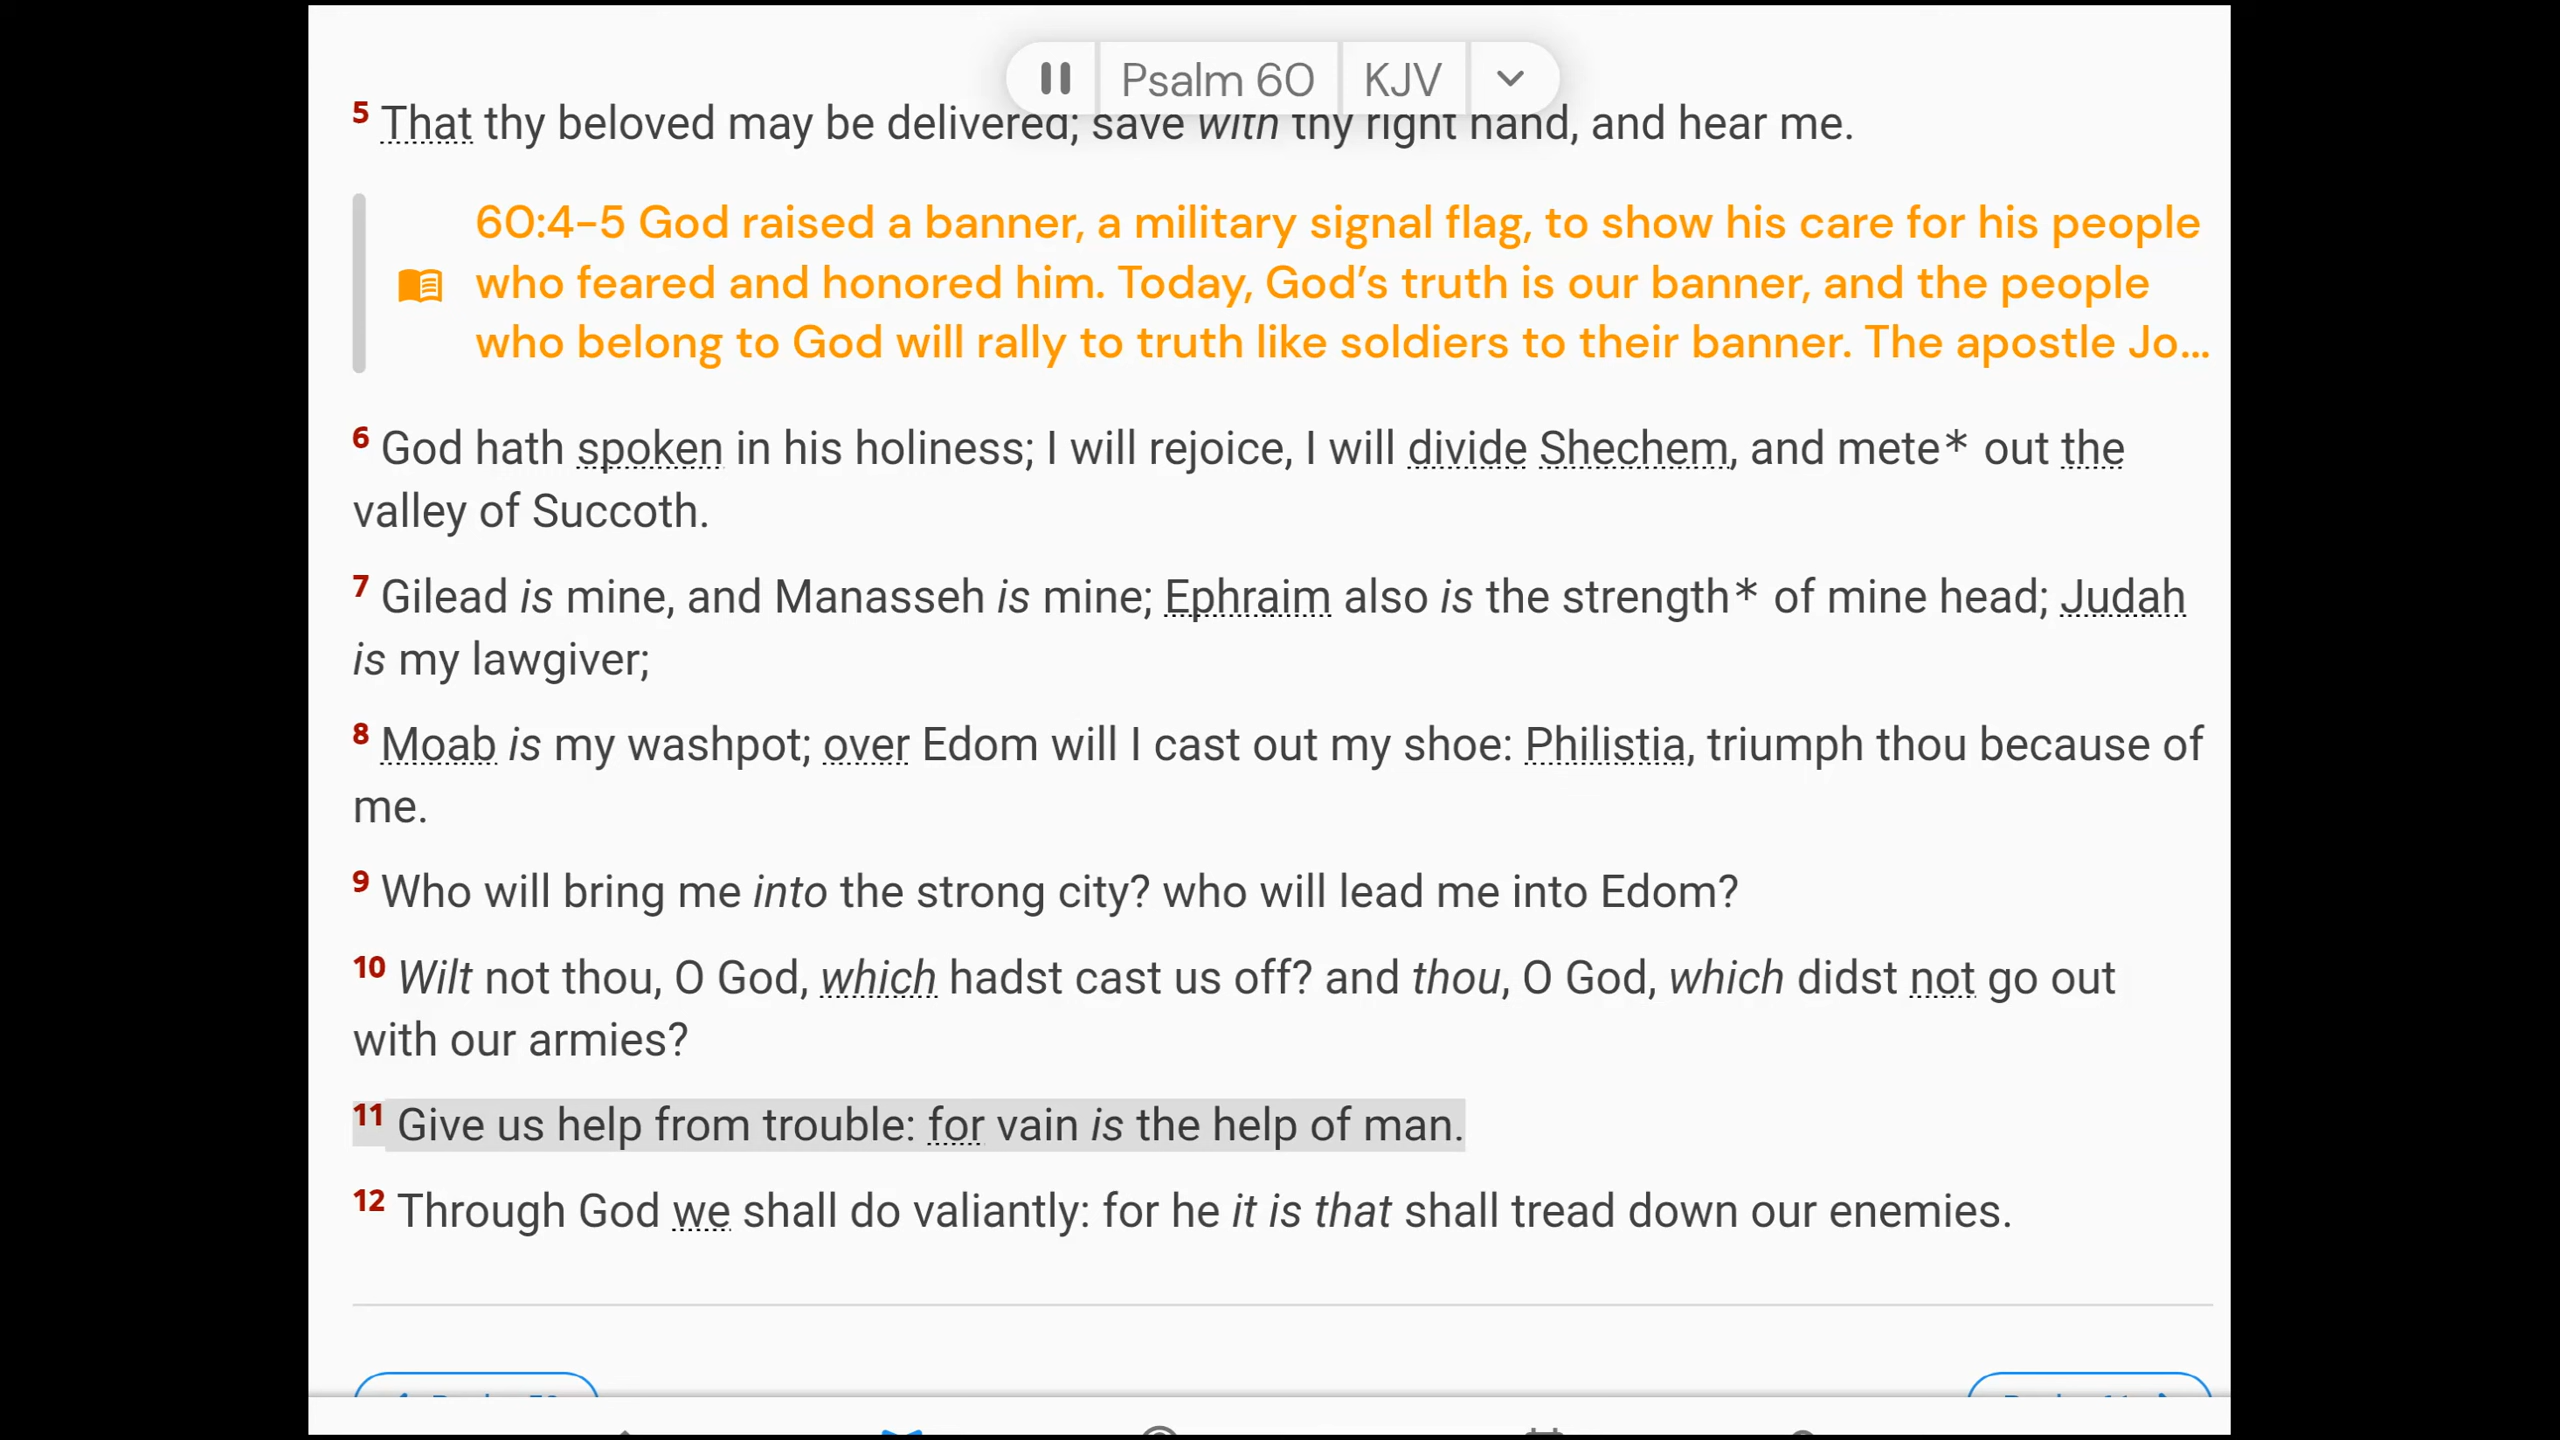 Psalm 60 KJV
5 That thy beloved may be delivered; save with thy right hand, and hear me.
60:4-5 God raised a banner, a military signal flag, to show his care for his people
who feared and honored him. Today, God’s truth is our banner, and the people
who belong to God will rally to truth like soldiers to their banner. The apostle Jo...
6 God hath spoken in his holiness; I will rejoice, I will divide Shechem, and mete* out the
valley of Succoth.
7 Gilead is mine, and Manasseh is mine; Ephraim also is the strength* of mine head; Judah
is my lawgiver;
8 Moab is my washpot; over Edom will I cast out my shoe: Philistia, triumph thou because of
me.
9 Who will bring me into the strong city? who will lead me into Edom?
10 Wilt not thou, O God, which hadst cast us off? and thou, O God, which didst not go out
with our armies?
11 Give us help from trouble: for vain is the help of man.
12 Through God we shall do valiantly: for he it is that shall tread down our enemies.